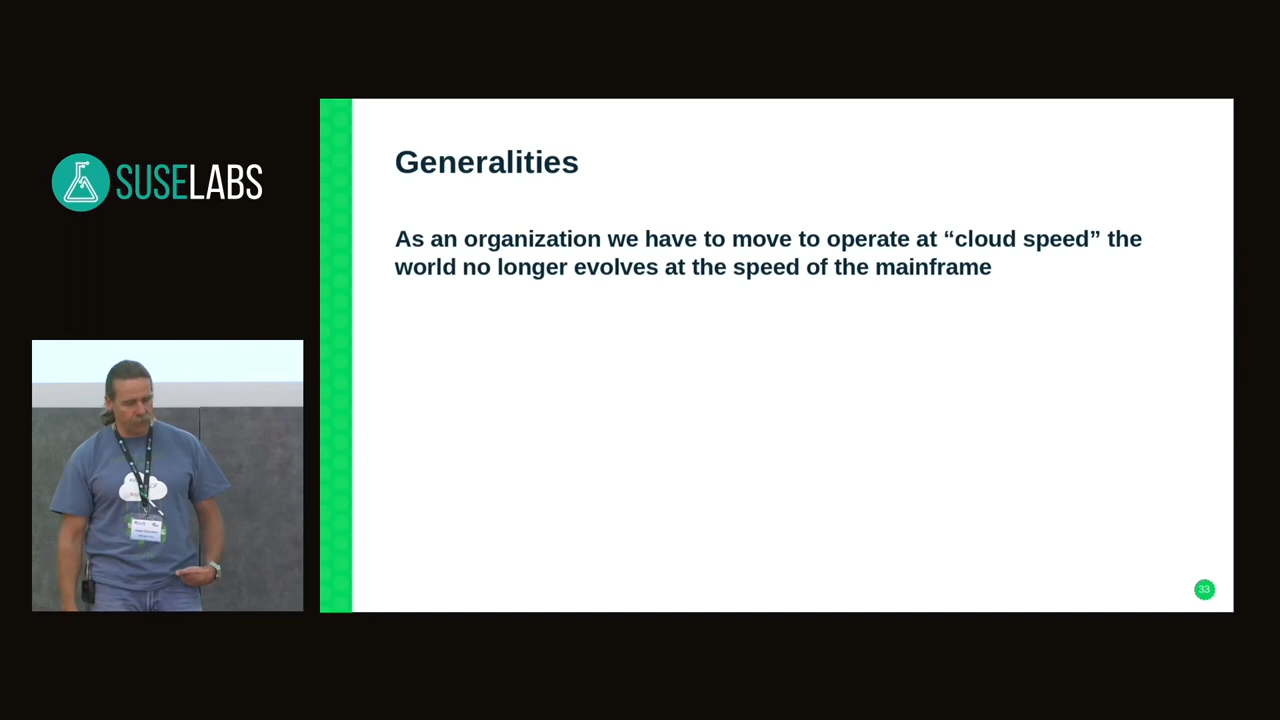 SUSELABS
Generalities
As an organization we have to move to operate at “cloud speed” the
world no longer evolves at the speed of the mainframe
33